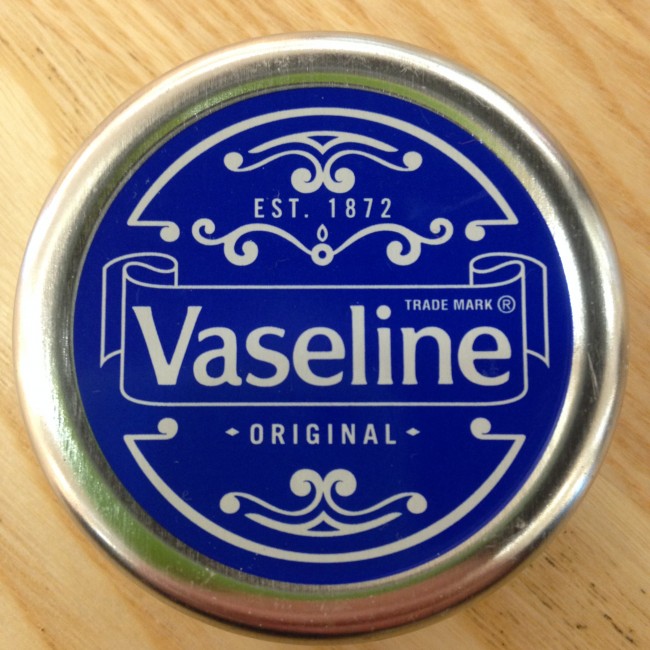 EST. 1872
TRADE MARK ®
Vaseline
ORIGINAL